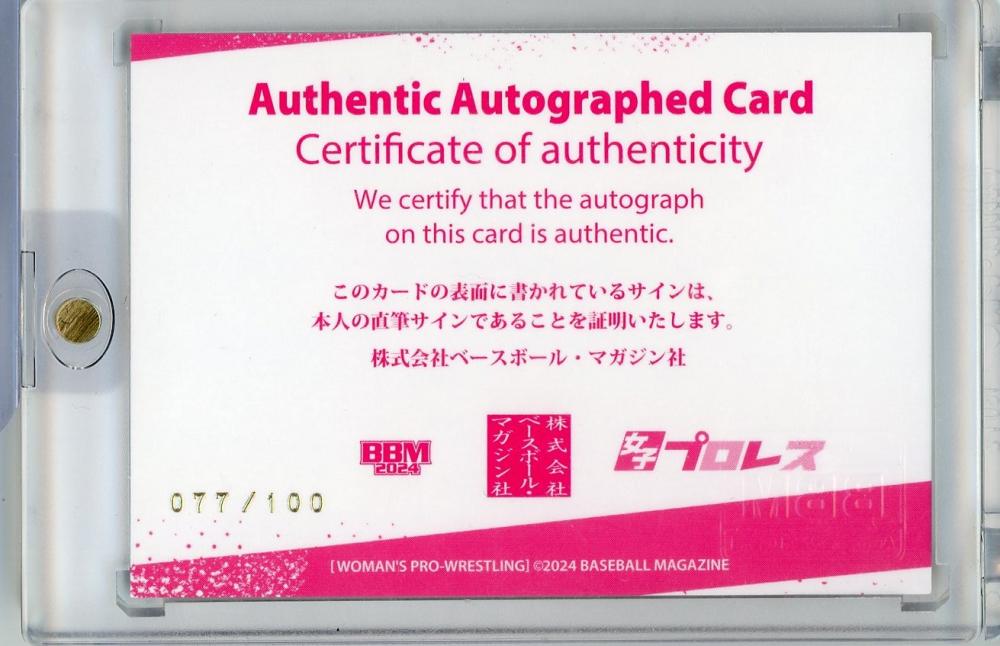 Authentic Autographed Card
Certificate of authenticity
We certify that the autograph
on this card is authentic.
このカードの表面に書かれているサインは、
本人の直筆サインであることを証明いたします。
株式会社ベースボール・マガジン社
BBM
2024
株式会社
ベースボール・
マガジン社
女子プロレス
077/100
[WOMAN'S PRO-WRESTLING] ©2024 BASEBALL MAGAZINE